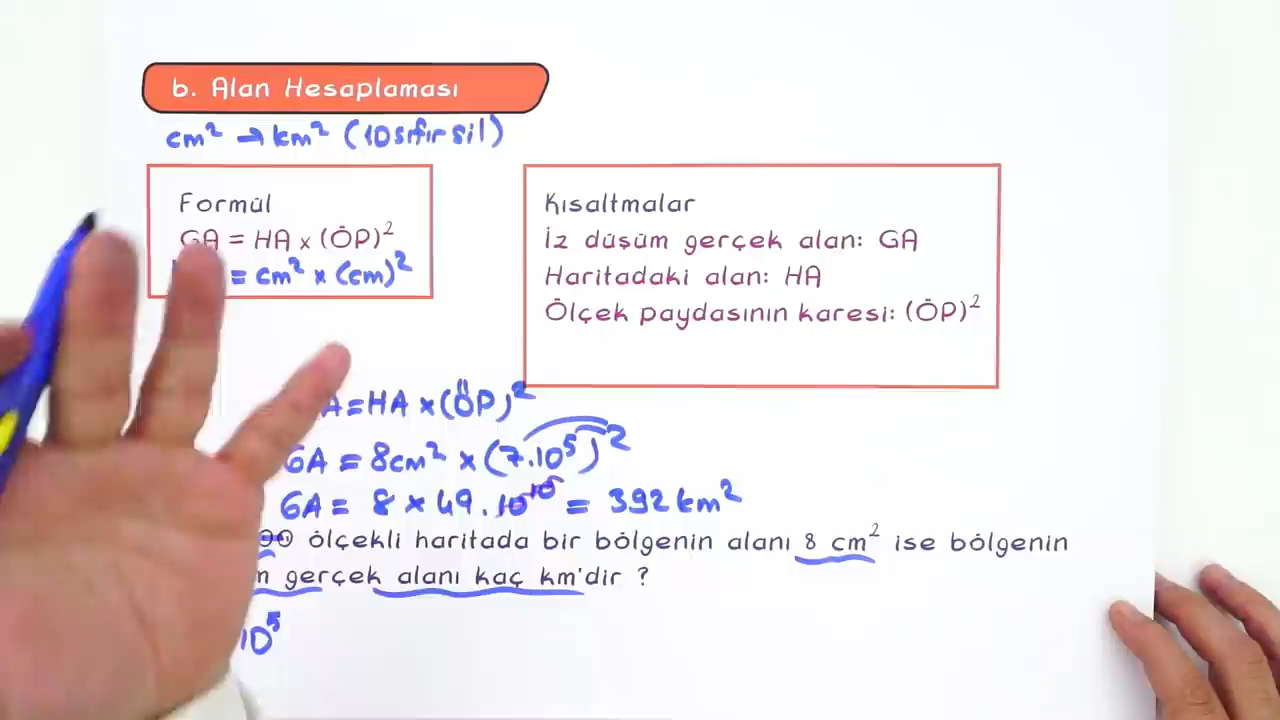 b. Alan Hesaplaması
cm² → km² (10 sıfır sil)
Formül
GA = HA x (ÖP)²
= cm² x (cm)²
Kısaltmalar
İz düşüm gerçek alan: GA
Haritadaki alan: HA
Ölçek paydasının karesi: (ÖP)²
A = HA x (ÖP)²
GA = 8cm² x (7.10⁵)²
GA = 8 x 49.10¹⁰ = 392 km²
00 ölçekli haritada bir bölgenin alanı 8 cm² ise bölgenin
gerçek alanı kaç km'dir ?
10⁵